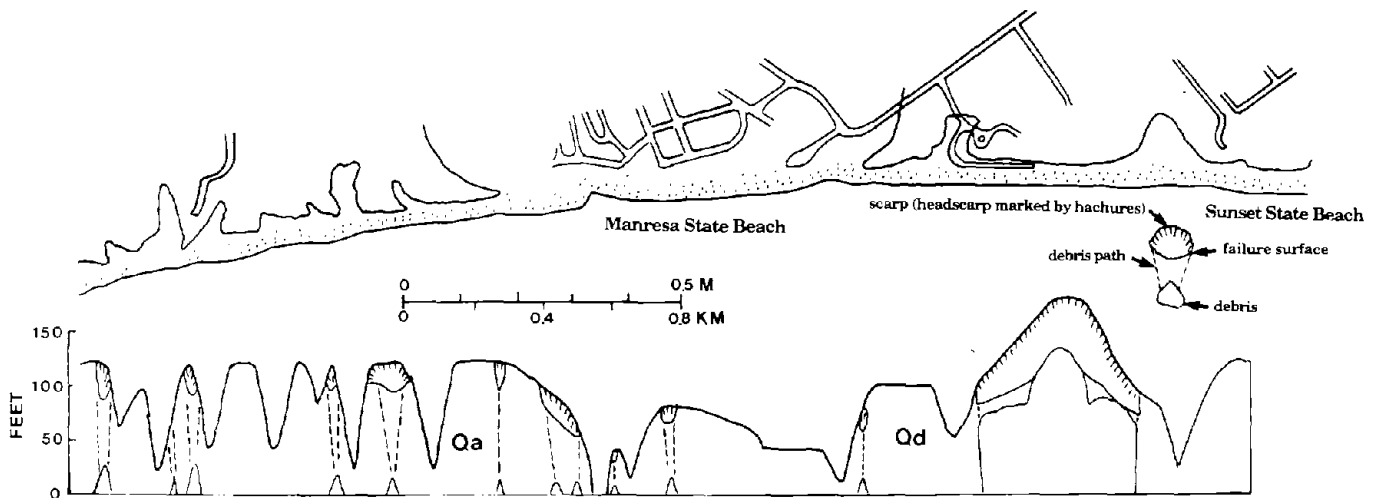 Manresa State Beach
scarp (headscarp marked by hachures)
Sunset State Beach
debris path
failure surface
debris
0 0.5 M
0 0.4 0.8 KM
150
100
50
0
FEET
Qa
Qd